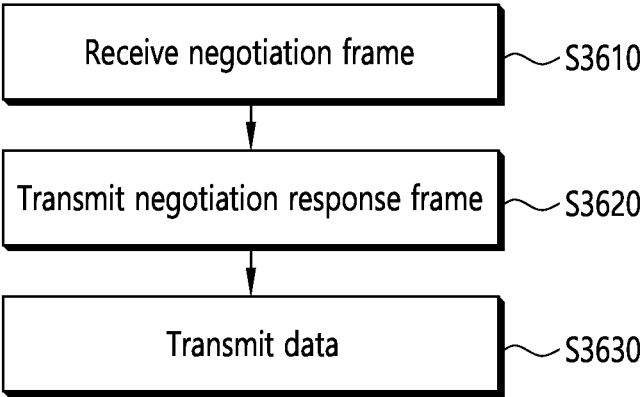 Receive negotiation frame
S3610
Transmit negotiation response frame
S3620
Transmit data
S3630